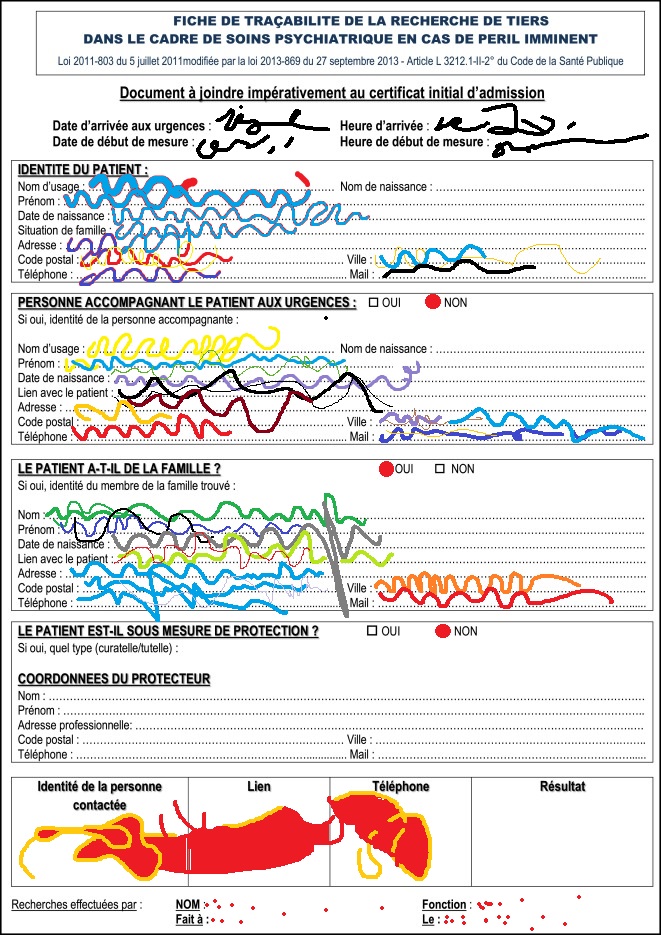 FICHE DE TRAÇABILITE DE LA RECHERCHE DE TIERS
DANS LE CADRE DE SOINS PSYCHIATRIQUE EN CAS DE PERIL IMMINENT
Loi 2011-803 du 5 juillet 2011modifiée par la loi 2013-869 du 27 septembre 2013 - Article L 3212.1-II-2° du Code de la Santé Publique
Document à joindre impérativement au certificat initial d'admission
Date d'arrivée aux urgences : Heure d'arrivée :
Date de début de mesure : Heure de début de mesure :
IDENTITE DU PATIENT :
Nom d'usage : Nom de naissance :
Prénom :
Date de naissance :
Situation de famille :
Adresse :
Code postal : Ville :
Téléphone : Mail :
PERSONNE ACCOMPAGNANT LE PATIENT AUX URGENCES : OUI NON
Si oui, identité de la personne accompagnante :
Nom d'usage : Nom de naissance :
Prénom :
Date de naissance :
Lien avec le patient :
Adresse :
Code postal : Ville :
Téléphone : Mail :
LE PATIENT A-T-IL DE LA FAMILLE ? OUI NON
Si oui, identité du membre de la famille trouvé :
Nom :
Prénom :
Date de naissance :
Lien avec le patient :
Adresse :
Code postal : Ville :
Téléphone : Mail :
LE PATIENT EST-IL SOUS MESURE DE PROTECTION ? OUI NON
Si oui, quel type (curatelle/tutelle) :
COORDONNEES DU PROTECTEUR
Nom :
Prénom :
Adresse professionnelle:
Code postal : Ville :
Téléphone : Mail :
Identité de la personne contactée Lien Téléphone Résultat
Recherches effectuées par : NOM : Fonction :
Fait à : Le :